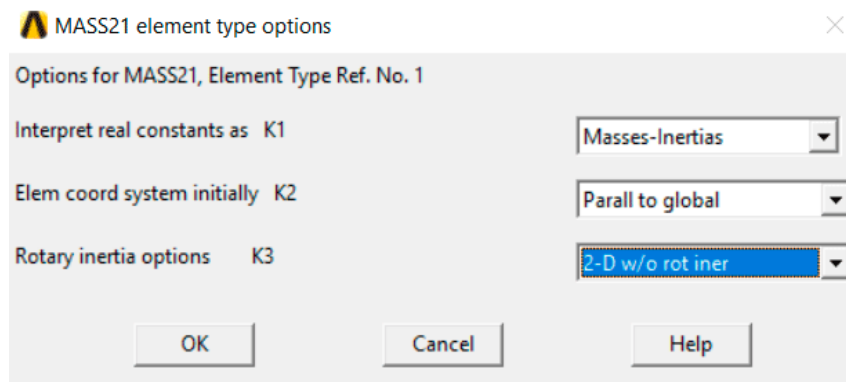 MASS21 element type options
Options for MASS21, Element Type Ref. No. 1
Interpret real constants as K1 Masses-Inertias
Elem coord system initially K2 Parall to global
Rotary inertia options K3 2-D w/o rot iner
OK Cancel Help